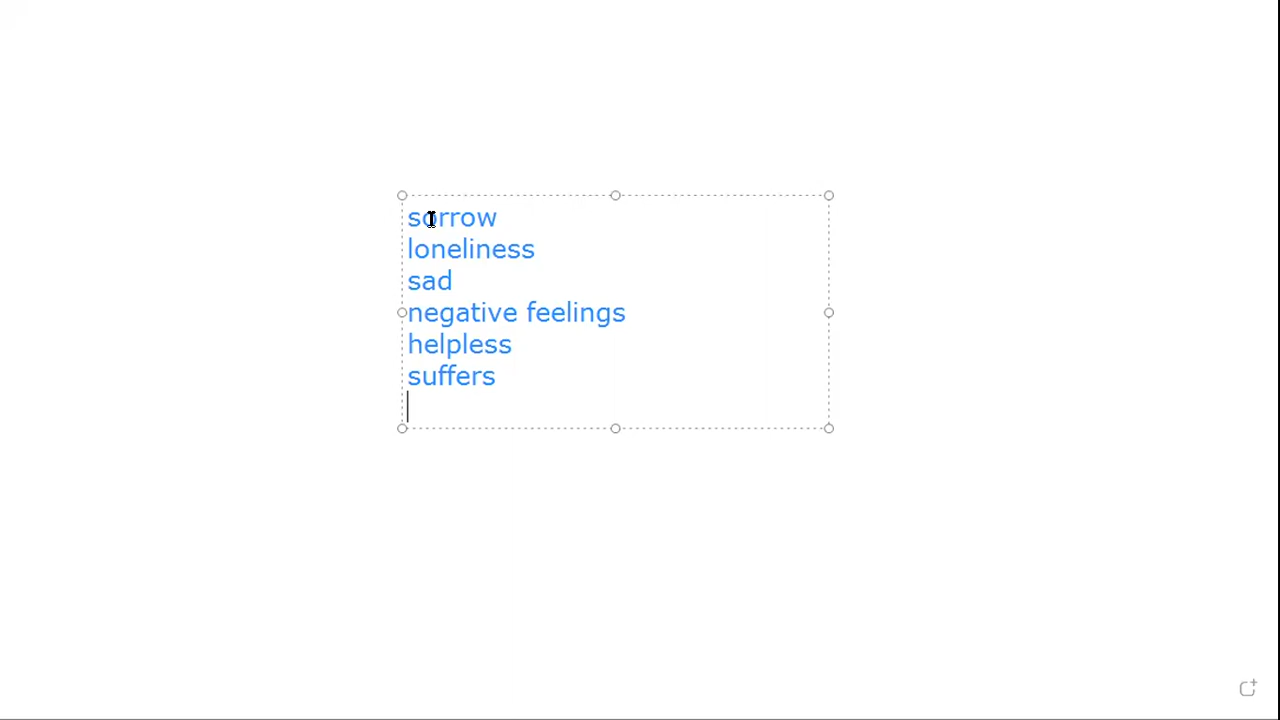 sorrow
loneliness
sad
negative feelings
helpless
suffers